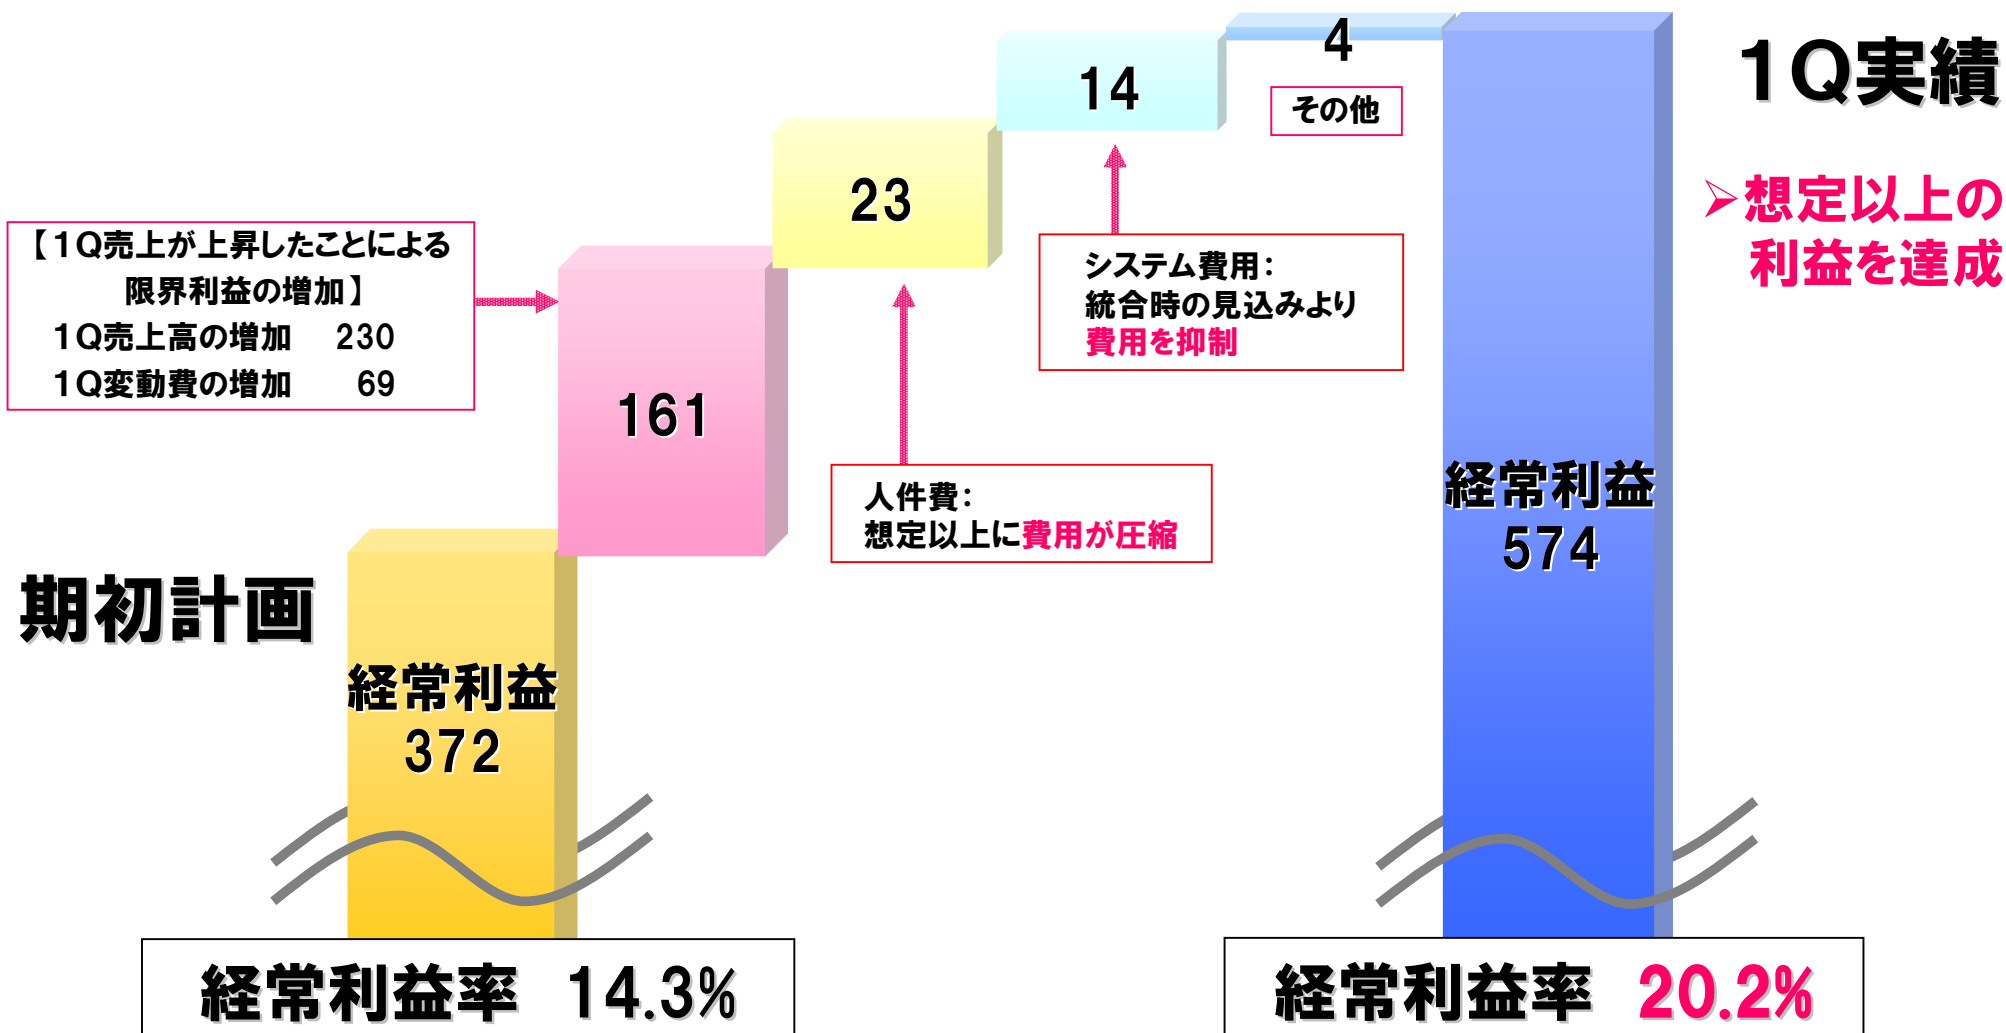 4
その他
14
23
161
【１Q売上が上昇したことによる
限界利益の増加】
１Q売上高の増加　230
１Q変動費の増加　69
システム費用：
統合時の見込みより
費用を抑制
人件費：
想定以上に費用が圧縮
期初計画
経常利益
372
経常利益率　14.3%
１Q実績
➢想定以上の
利益を達成
経常利益
574
経常利益率　20.2%